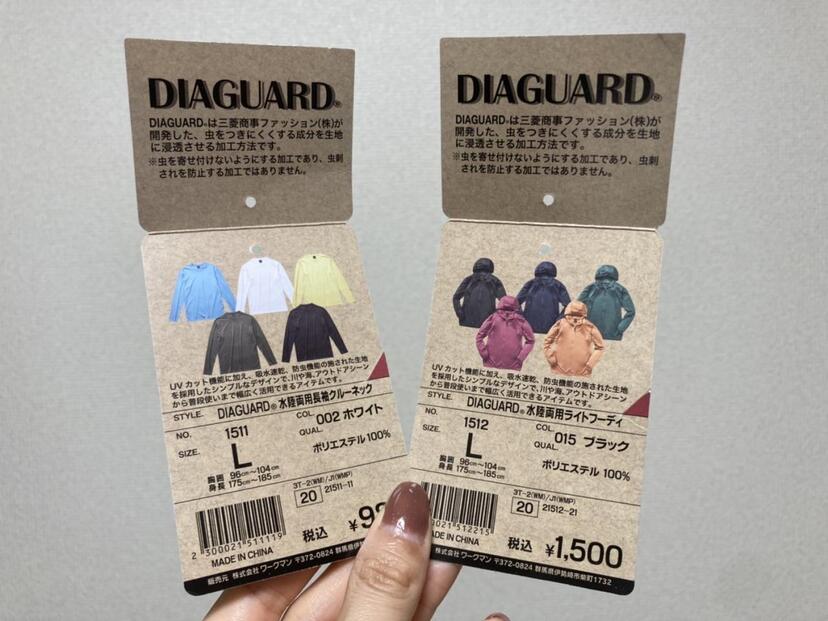 DIAGUARD®
DIAGUARD®は三菱商事ファッション(株)が
開発した、虫をつきにくくする成分を生地
に浸透させる加工方法です。
※虫を寄せ付けないようにする加工であり、虫刺
されを防止する加工ではありません。
UVカット機能に加え、吸水速乾、防虫機能の施された生地
を採用したシンプルなデザインで、川や海、アウトドアシーン
から普段使いまで幅広く活用できるアイテムです。
STYLE. DIAGUARD®水陸両用長袖クルーネック
NO. 1511 COL. 002 ホワイト
SIZE. L QUAL. ポリエステル100%
胸囲 96cm〜104cm
身長 175cm〜185cm
3T-2(WM)/J1(WMP)
20 21511-11
2 300021 511119 税込
MADE IN CHINA
販売元 株式会社ワークマン 〒372-0824 群馬県伊
DIAGUARD®
DIAGUARD®は三菱商事ファッション(株)が
開発した、虫をつきにくくする成分を生地
に浸透させる加工方法です。
※虫を寄せ付けないようにする加工であり、虫刺
されを防止する加工ではありません。
UVカット機能に加え、吸水速乾、防虫機能の施された生地
を採用したシンプルなデザインで、川や海、アウトドアシーン
から普段使いまで幅広く活用できるアイテムです。
STYLE. DIAGUARD®水陸両用ライトフーディ
NO. 1512 COL. 015 ブラック
SIZE. L QUAL. ポリエステル 100%
胸囲 96cm〜104cm
身長 175cm〜185cm
3T-2(WM)/J1(WMP)
20 21512-21
512215 税込 ¥1,500
MADE IN CHINA
株式会社ワークマン 〒372-0824 群馬県伊勢崎市柴町1732